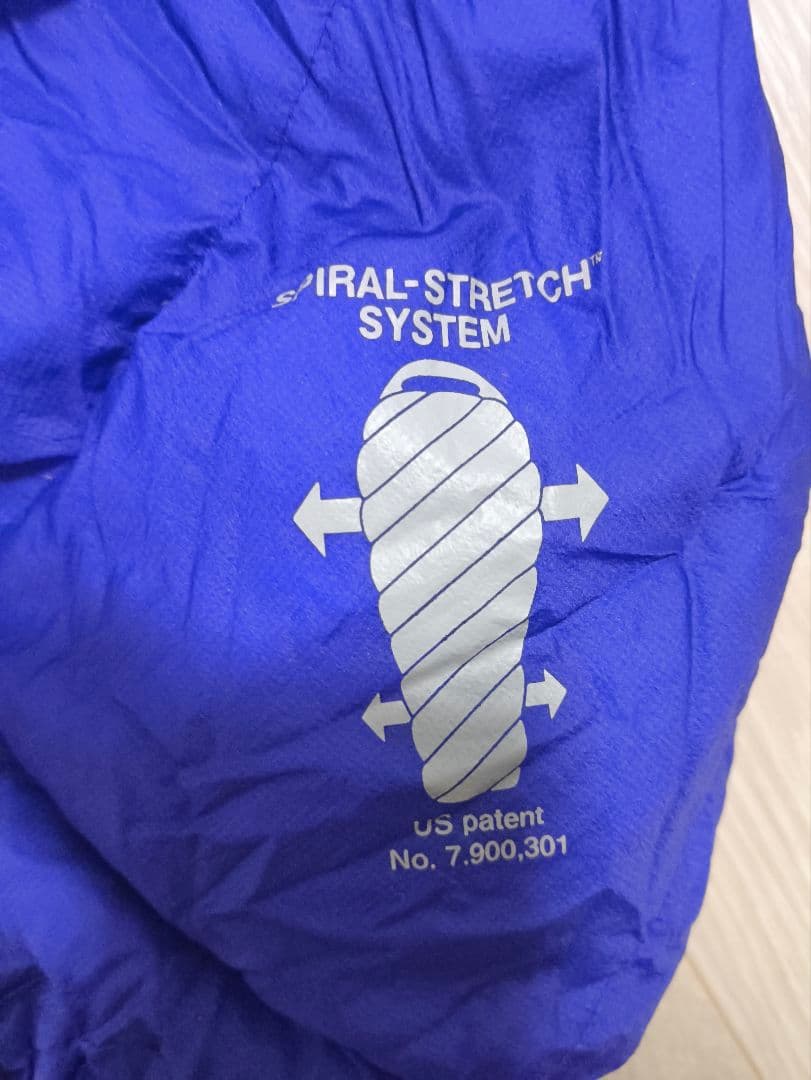 SPIRAL-STRETCH™
SYSTEM
US patent
No. 7.900,301